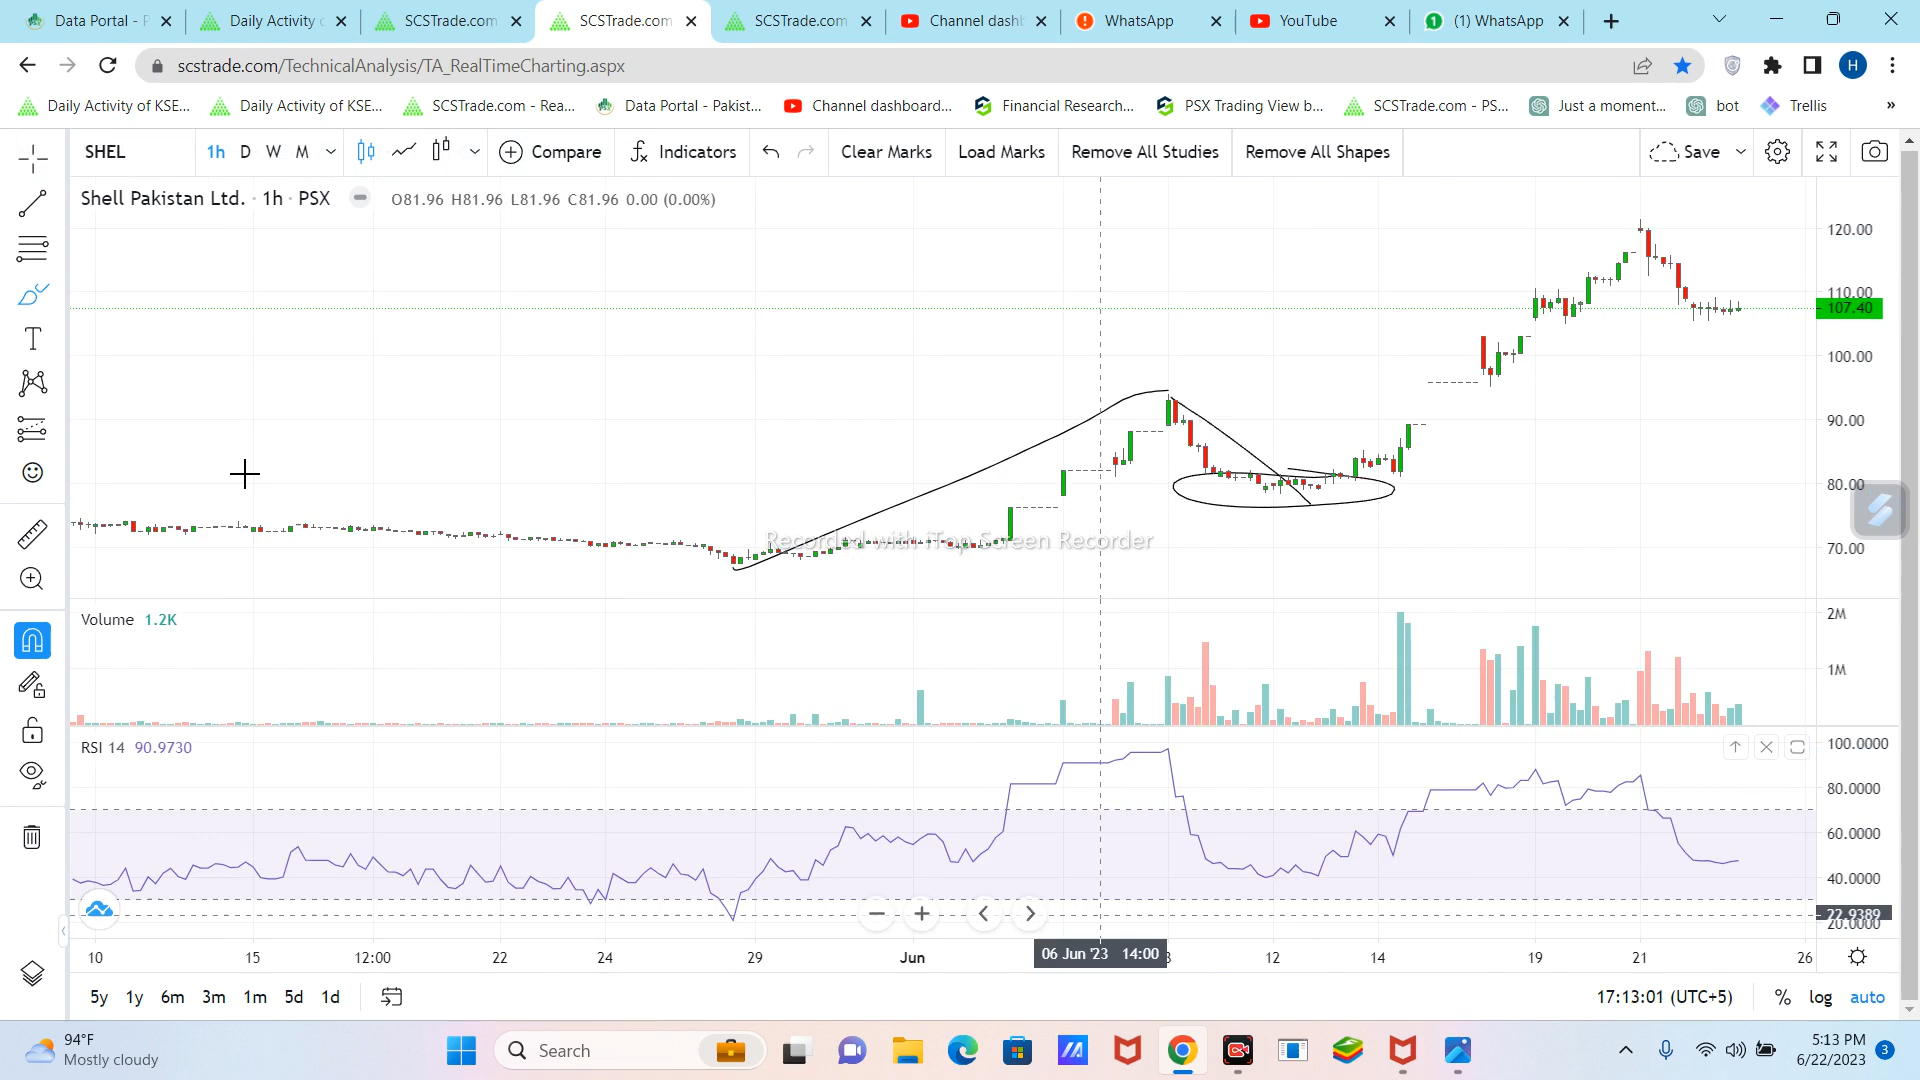 Data Portal - P
Daily Activity o
SCSTrade.com
SCSTrade.com
SCSTrade.com
Channel dash
WhatsApp
YouTube
(1) WhatsApp
scstrade.com/TechnicalAnalysis/TA_RealTimeCharting.aspx
H
Daily Activity of KSE...
Daily Activity of KSE...
SCSTrade.com - Rea...
Data Portal - Pakist...
Channel dashboard...
Financial Research...
PSX Trading View b...
SCSTrade.com - PS...
Just a moment...
bot
Trellis
»
SHEL
1h D W M
Compare
Indicators
Clear Marks
Load Marks
Remove All Studies
Remove All Shapes
Save
Shell Pakistan Ltd. · 1h · PSX
O81.96 H81.96 L81.96 C81.96 0.00 (0.00%)
120.00
110.00
107.40
100.00
90.00
80.00
70.00
Recorded with iTop Screen Recorder
Volume 1.2K
2M
1M
RSI 14 90.9730
100.0000
80.0000
60.0000
40.0000
22.9389
20.0000
10 15 12:00 22 24 29 Jun 06 Jun '23 14:00 12 14 19 21 26
5y 1y 6m 3m 1m 5d 1d
17:13:01 (UTC+5) % log auto
94°F
Mostly cloudy
Search
5:13 PM
6/22/2023
3